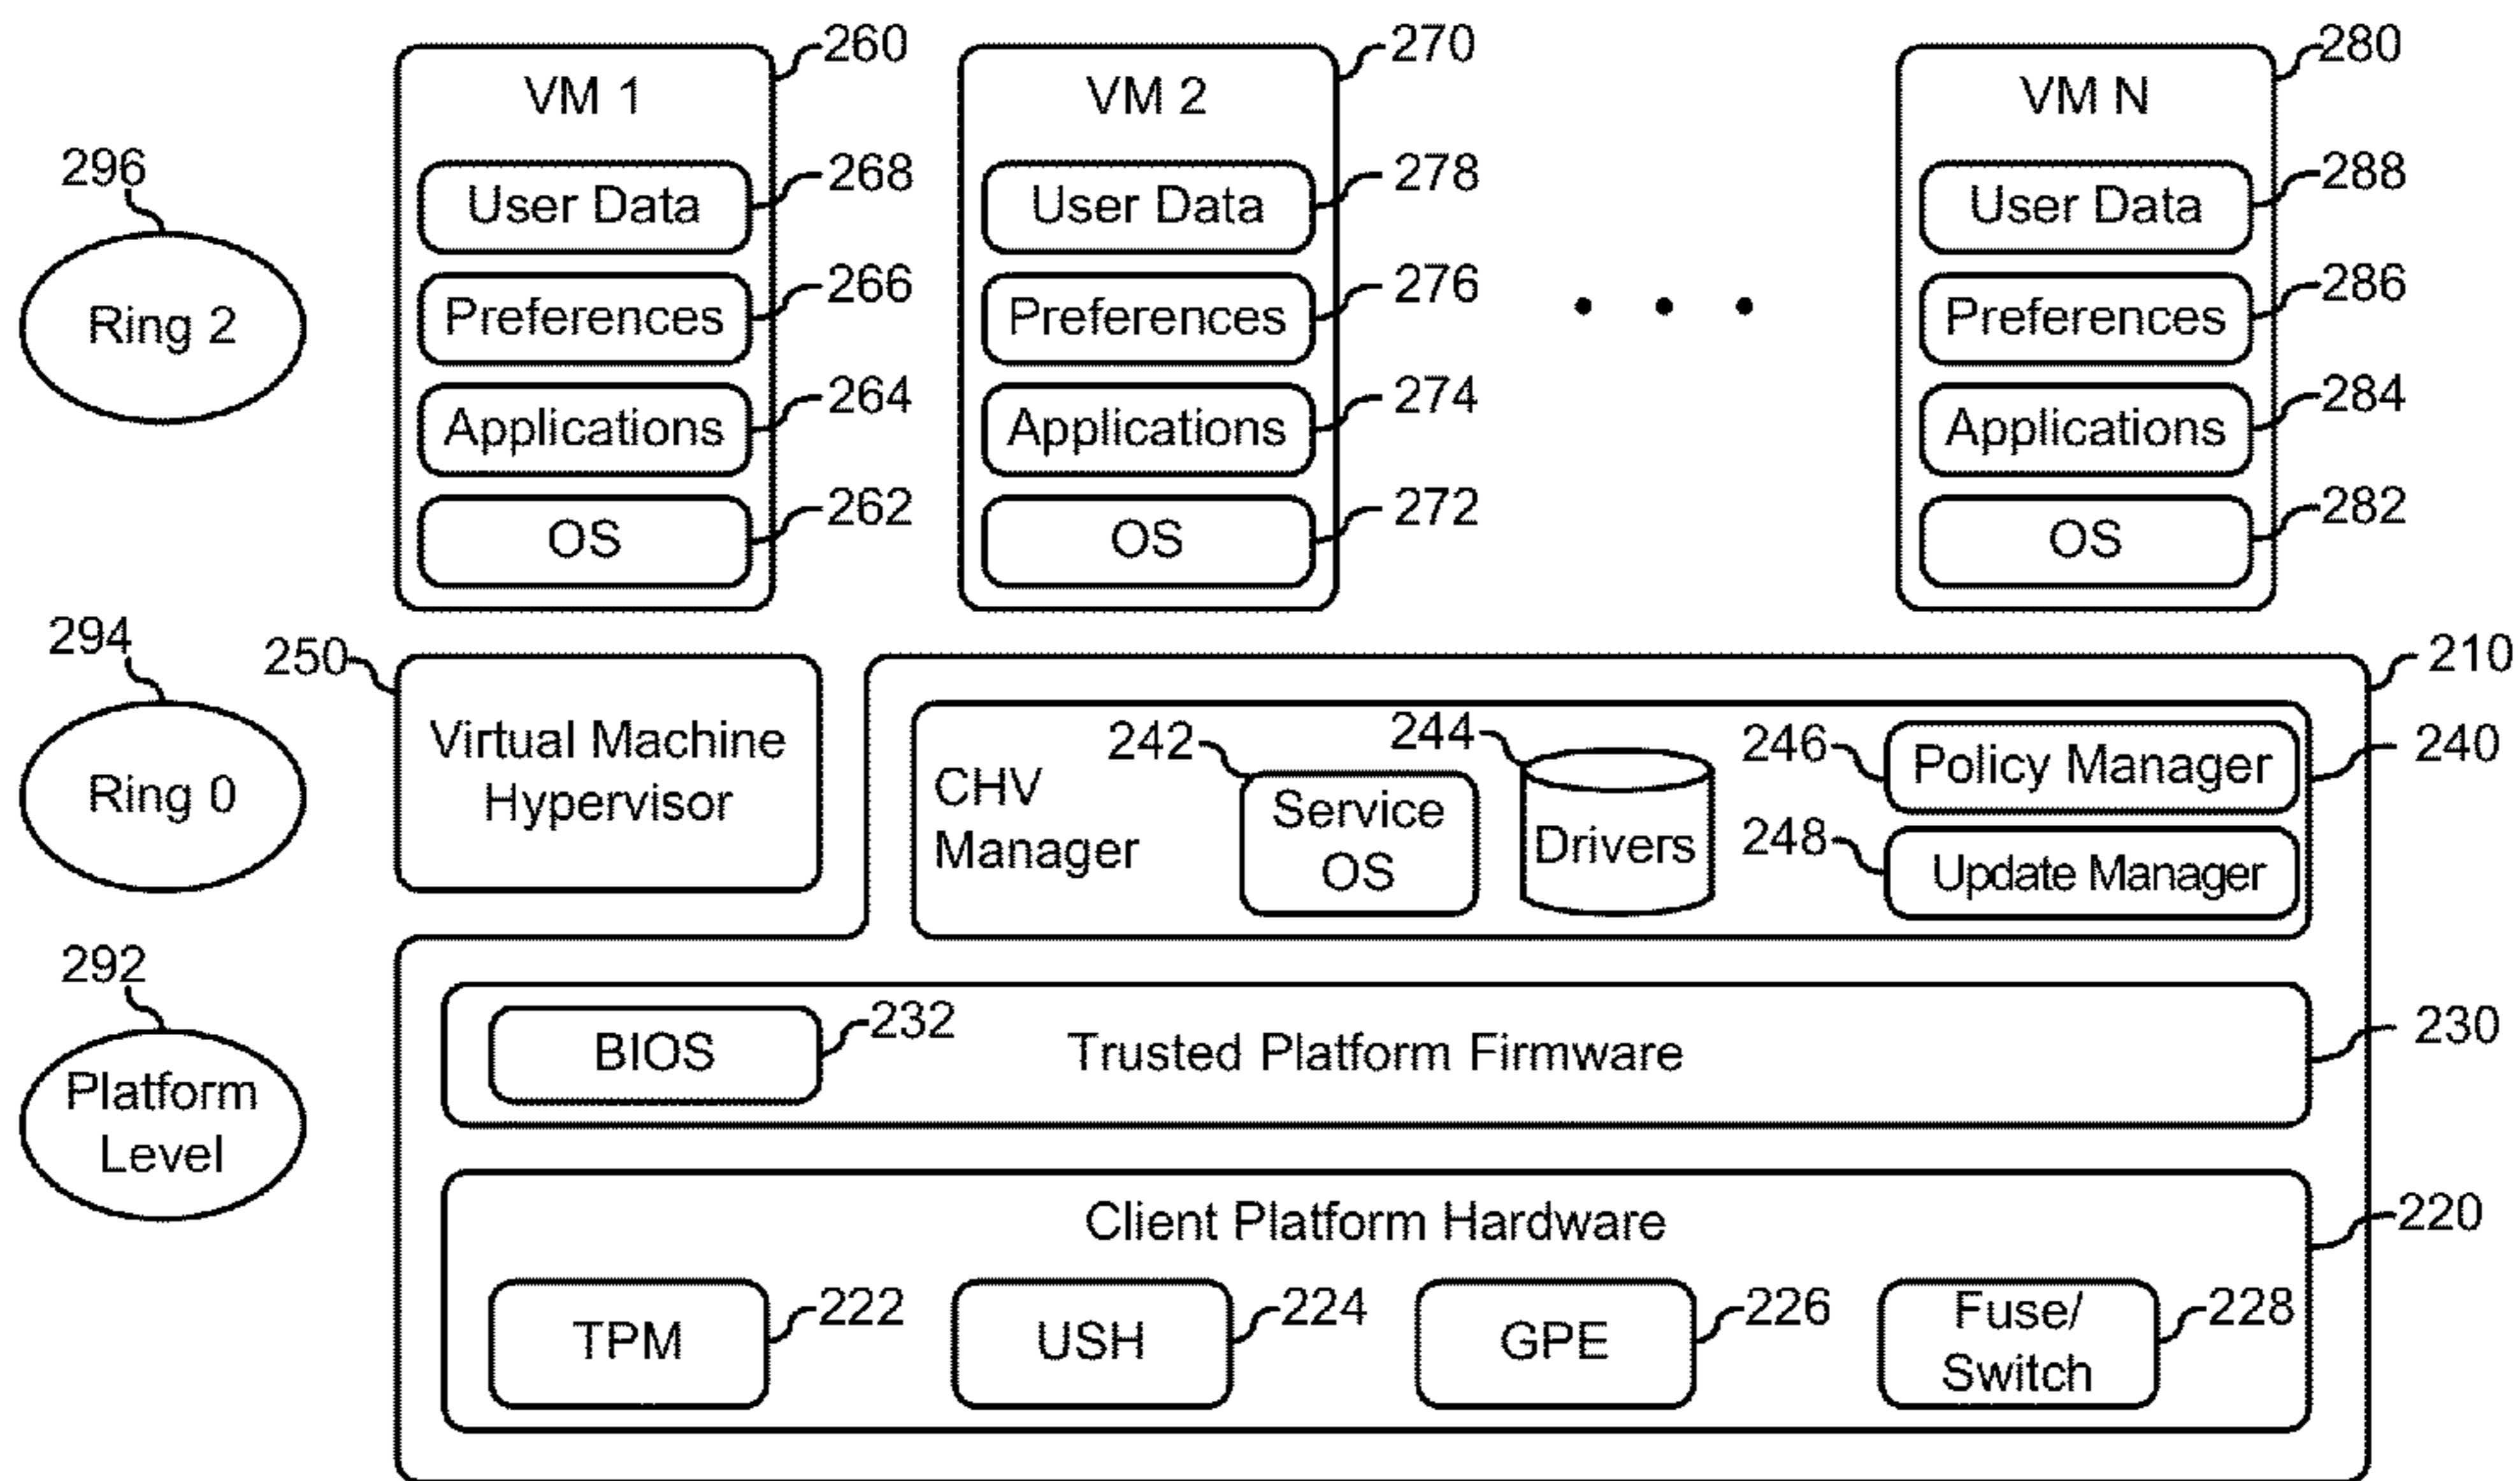 260
270
280
VM 1
VM 2
VM N
296
268
278
288
User Data
User Data
User Data
Ring 2
266
276
286
Preferences
Preferences
Preferences
264
274
284
Applications
Applications
Applications
262
272
282
OS
OS
OS
294
250
210
Ring 0
Virtual Machine
Hypervisor
CHV
Manager
242
Service
OS
244
Drivers
246
Policy Manager
240
248
Update Manager
292
Platform
Level
BIOS
232
Trusted Platform Firmware
230
Client Platform Hardware
220
TPM
222
USH
224
GPE
226
Fuse/
Switch
228